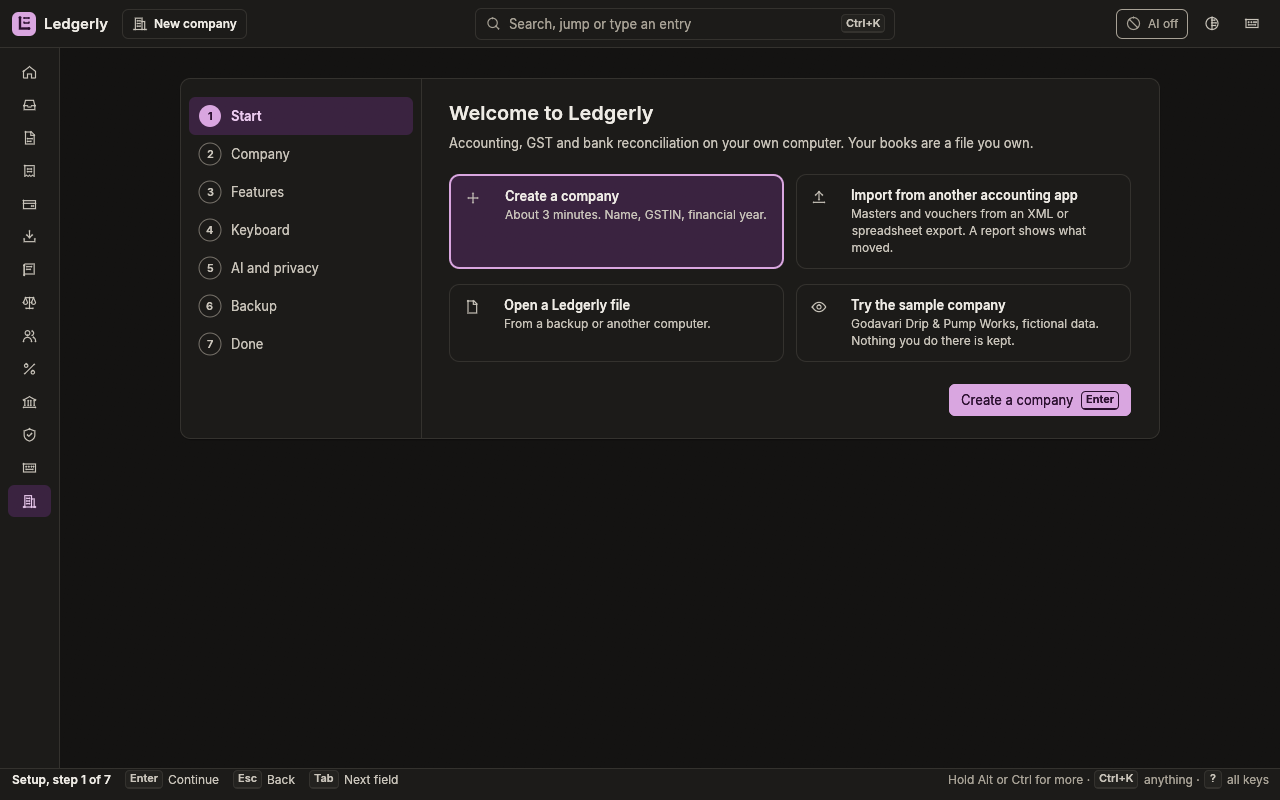 Ledgerly
New company
Search, jump or type an entry
Ctrl+K
AI off
1 Start
2 Company
3 Features
4 Keyboard
5 AI and privacy
6 Backup
7 Done
Welcome to Ledgerly
Accounting, GST and bank reconciliation on your own computer. Your books are a file you own.
Create a company
About 3 minutes. Name, GSTIN, financial year.
Import from another accounting app
Masters and vouchers from an XML or
spreadsheet export. A report shows what
moved.
Open a Ledgerly file
From a backup or another computer.
Try the sample company
Godavari Drip & Pump Works, fictional data.
Nothing you do there is kept.
Create a company Enter
Setup, step 1 of 7 Enter Continue Esc Back Tab Next field
Hold Alt or Ctrl for more · Ctrl+K anything · ? all keys